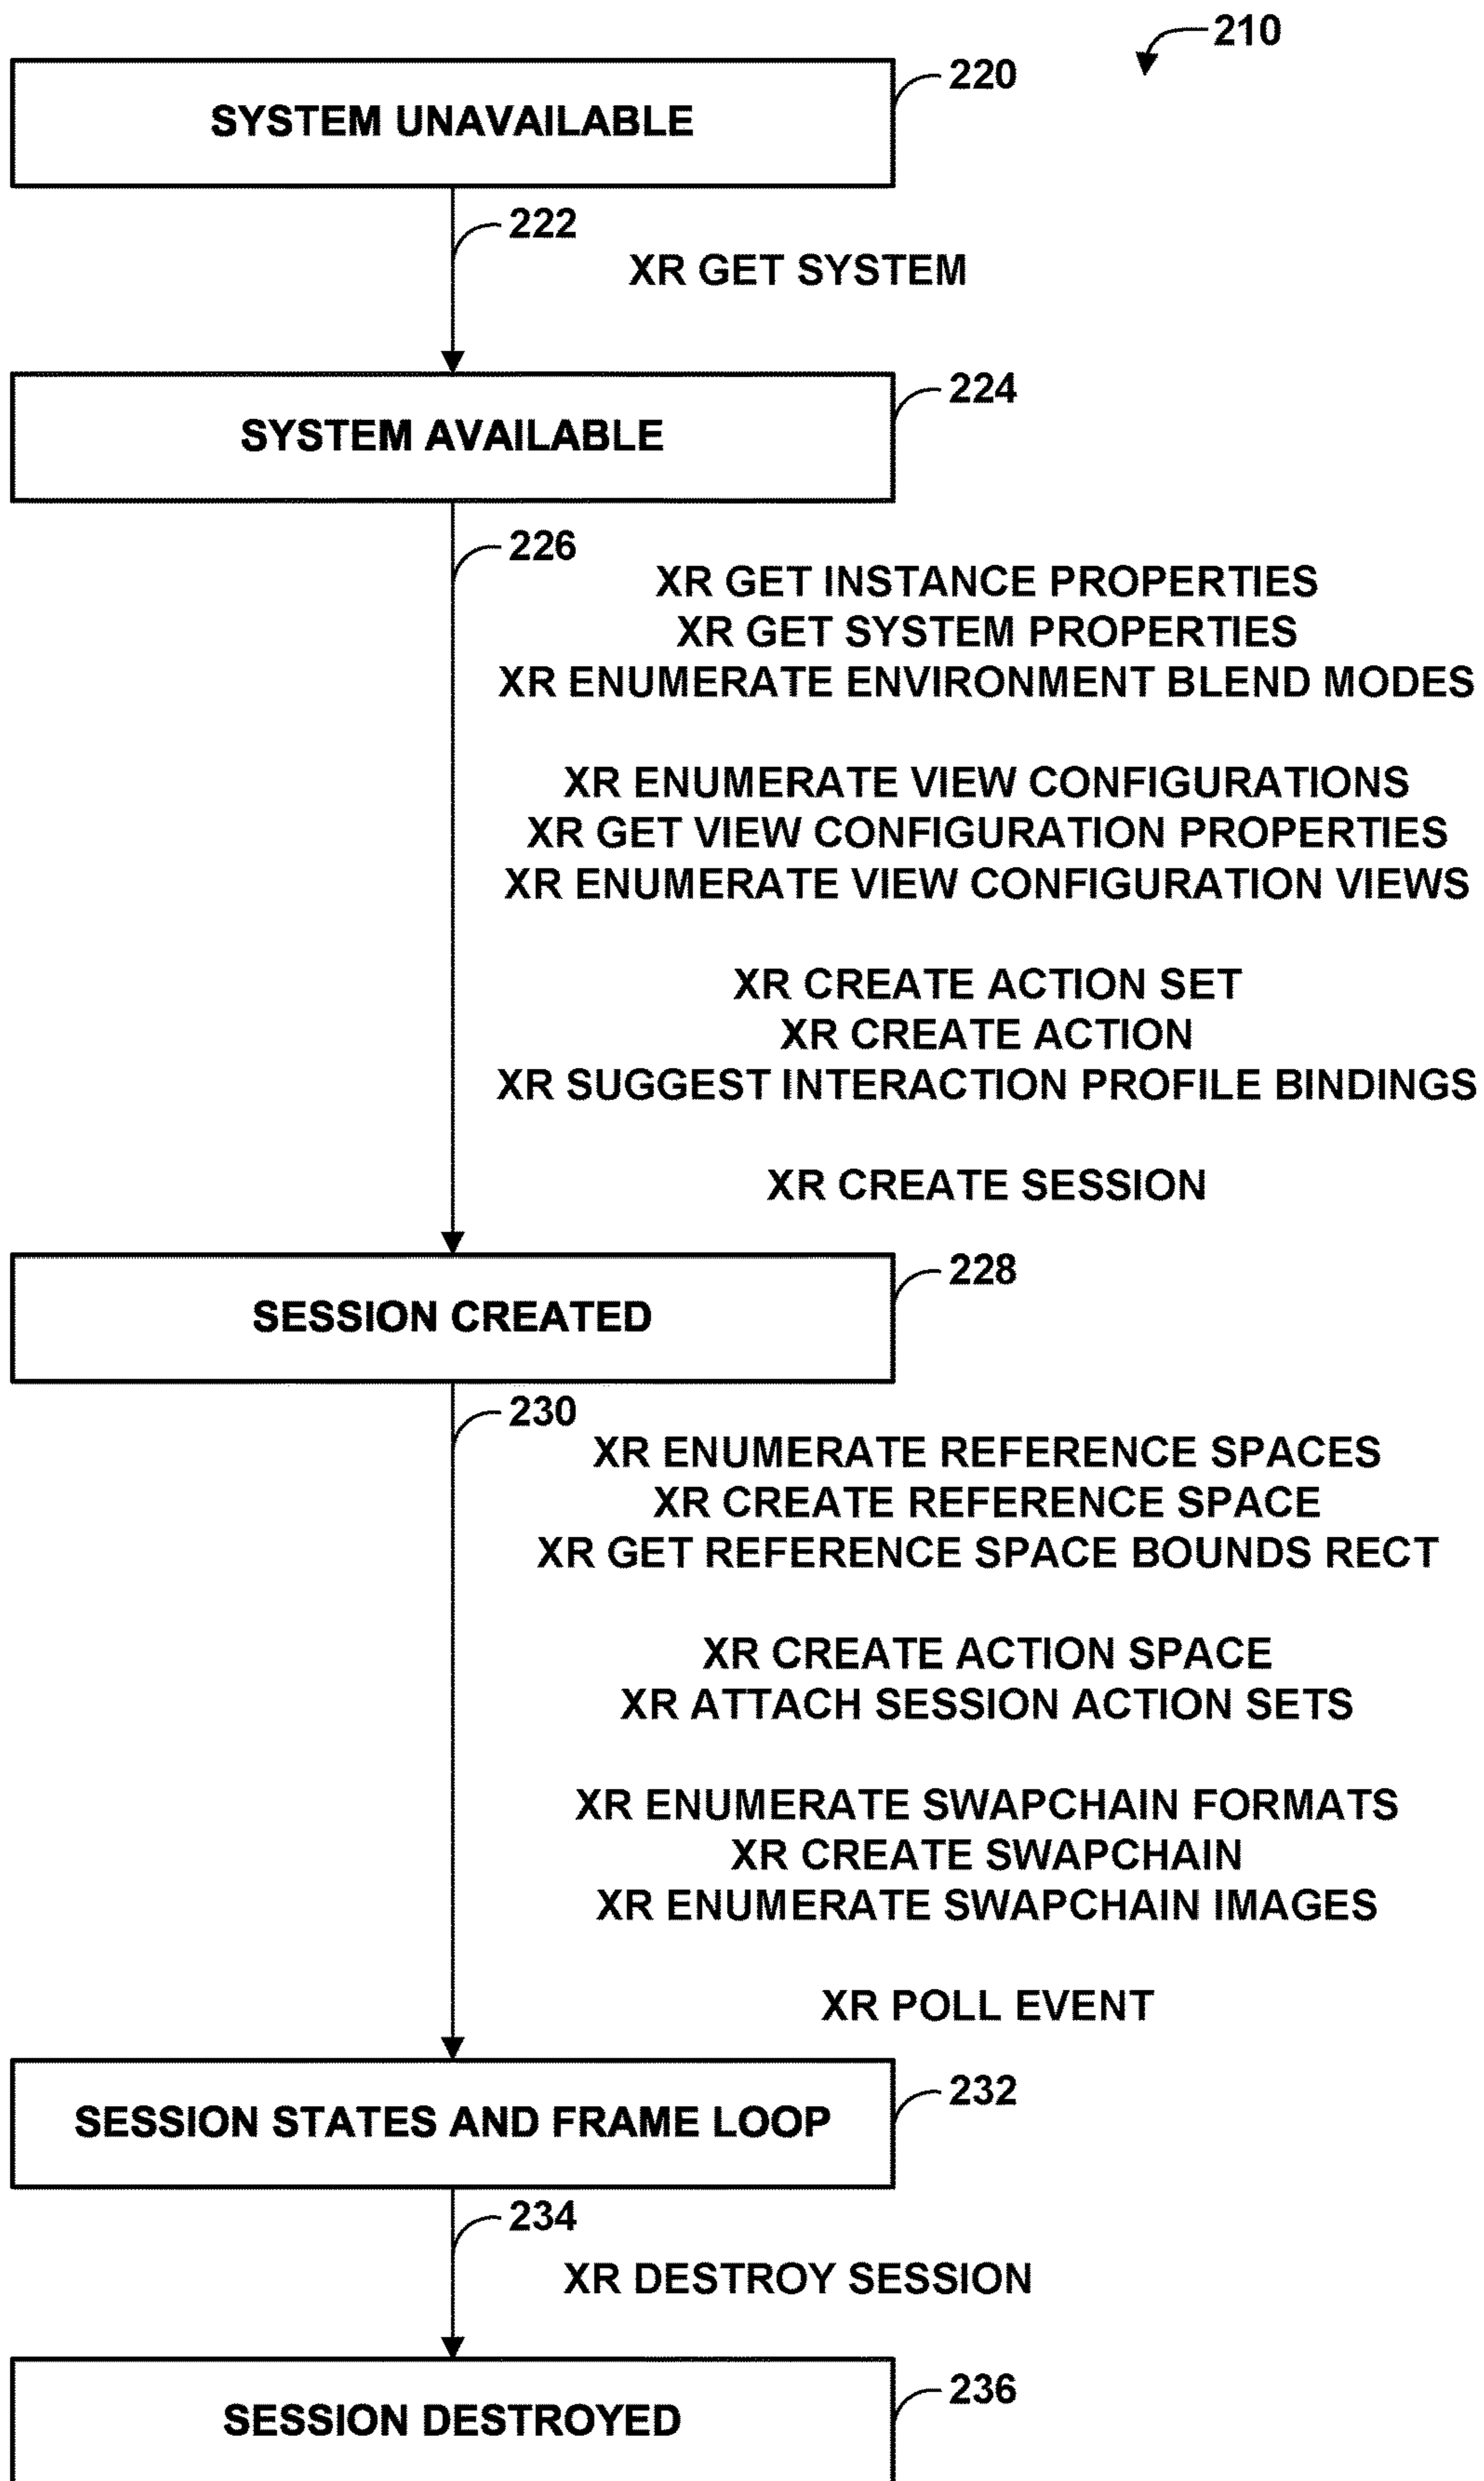 210
220
SYSTEM UNAVAILABLE
222
XR GET SYSTEM
224
SYSTEM AVAILABLE
226
XR GET INSTANCE PROPERTIES
XR GET SYSTEM PROPERTIES
XR ENUMERATE ENVIRONMENT BLEND MODES
XR ENUMERATE VIEW CONFIGURATIONS
XR GET VIEW CONFIGURATION PROPERTIES
XR ENUMERATE VIEW CONFIGURATION VIEWS
XR CREATE ACTION SET
XR CREATE ACTION
XR SUGGEST INTERACTION PROFILE BINDINGS
XR CREATE SESSION
228
SESSION CREATED
230
XR ENUMERATE REFERENCE SPACES
XR CREATE REFERENCE SPACE
XR GET REFERENCE SPACE BOUNDS RECT
XR CREATE ACTION SPACE
XR ATTACH SESSION ACTION SETS
XR ENUMERATE SWAPCHAIN FORMATS
XR CREATE SWAPCHAIN
XR ENUMERATE SWAPCHAIN IMAGES
XR POLL EVENT
232
SESSION STATES AND FRAME LOOP
234
XR DESTROY SESSION
236
SESSION DESTROYED